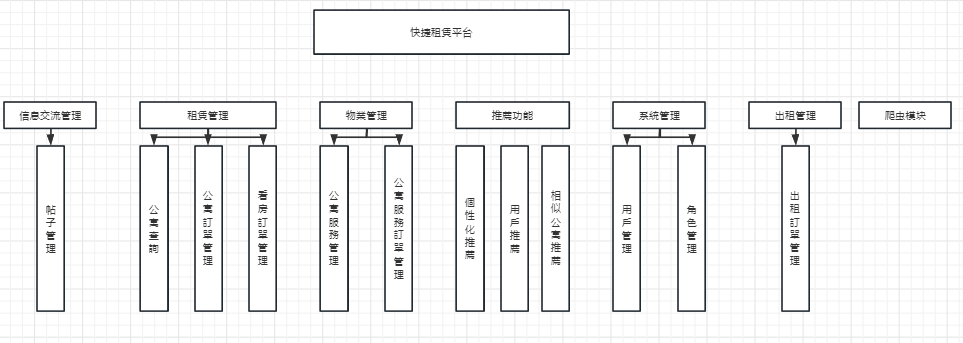 快捷租賃平台
信息交流管理
租賃管理
物業管理
推薦功能
系統管理
出租管理
爬虫模块
帖子管理
公寓查詢
公寓訂單管理
看房訂單管理
公寓服務管理
公寓服務訂單管理
個性化推薦
用戶推薦
相似公寓推薦
用戶管理
角色管理
出租訂單管理